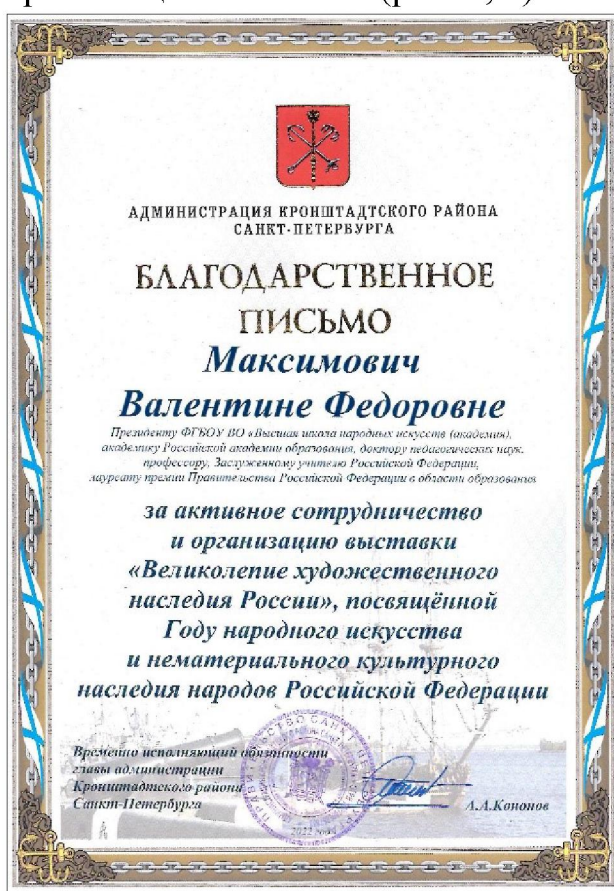 АДМИНИСТРАЦИЯ КРОНШТАДТСКОГО РАЙОНА
САНКТ-ПЕТЕРБУРГА
БЛАГОДАРСТВЕННОЕ
ПИСЬМО
Максимович
Валентине Федоровне
Президенту ФГБОУ ВО «Высшая школа народных искусств (академия),
академику Российской академии образования, доктору педагогических наук,
профессору, Заслуженному учителю Российской Федерации,
лауреату премии Правительства Российской Федерации в области образования
за активное сотрудничество
и организацию выставки
«Великолепие художественного
наследия России», посвящённой
Году народного искусства
и нематериального культурного
наследия народов Российской Федерации
Временно исполняющий обязанности
главы администрации
Кронштадтского района
Санкт-Петербурга
А.А.Кононов
2022 года